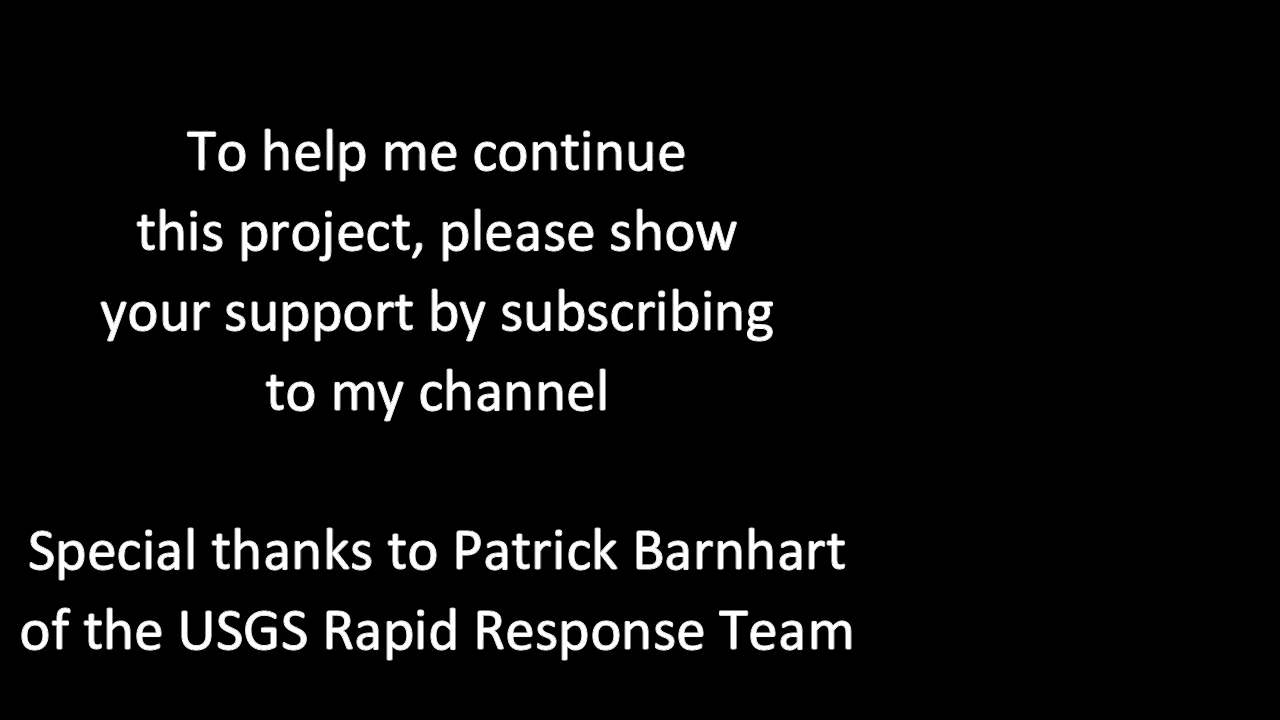 To help me continue
this project, please show
your support by subscribing
to my channel
Special thanks to Patrick Barnhart
of the USGS Rapid Response Team